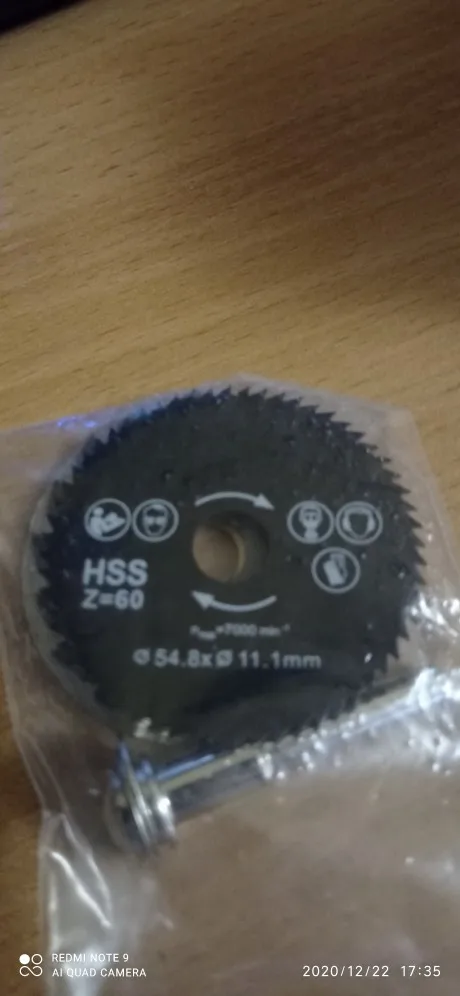 HSS
Z=60
nmax=7000 min⁻¹
Ø 54.8x Ø 11.1mm
REDMI NOTE 9
AI QUAD CAMERA
2020/12/22 17:35